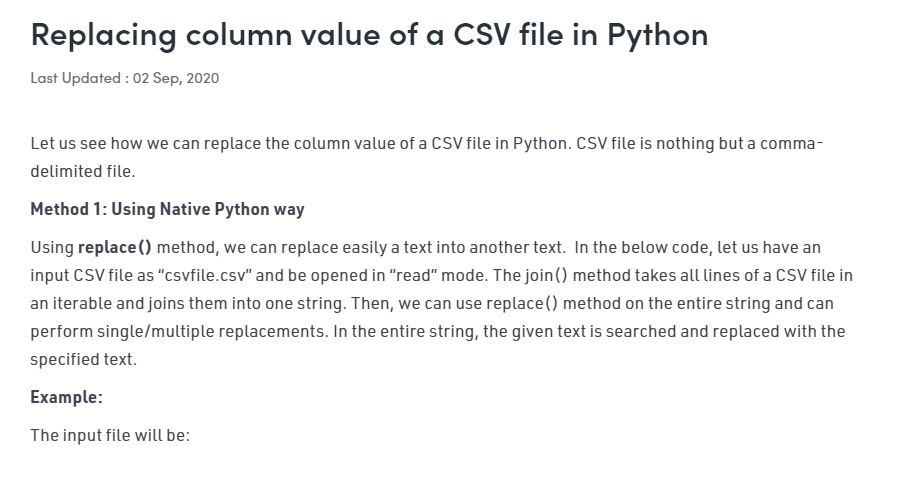 Replacing column value of a CSV file in Python
Last Updated : 02 Sep, 2020
Let us see how we can replace the column value of a CSV file in Python. CSV file is nothing but a comma-
delimited file.
Method 1: Using Native Python way
Using replace() method, we can replace easily a text into another text.  In the below code, let us have an
input CSV file as “csvfile.csv” and be opened in “read” mode. The join() method takes all lines of a CSV file in
an iterable and joins them into one string. Then, we can use replace() method on the entire string and can
perform single/multiple replacements. In the entire string, the given text is searched and replaced with the
specified text.
Example:
The input file will be: